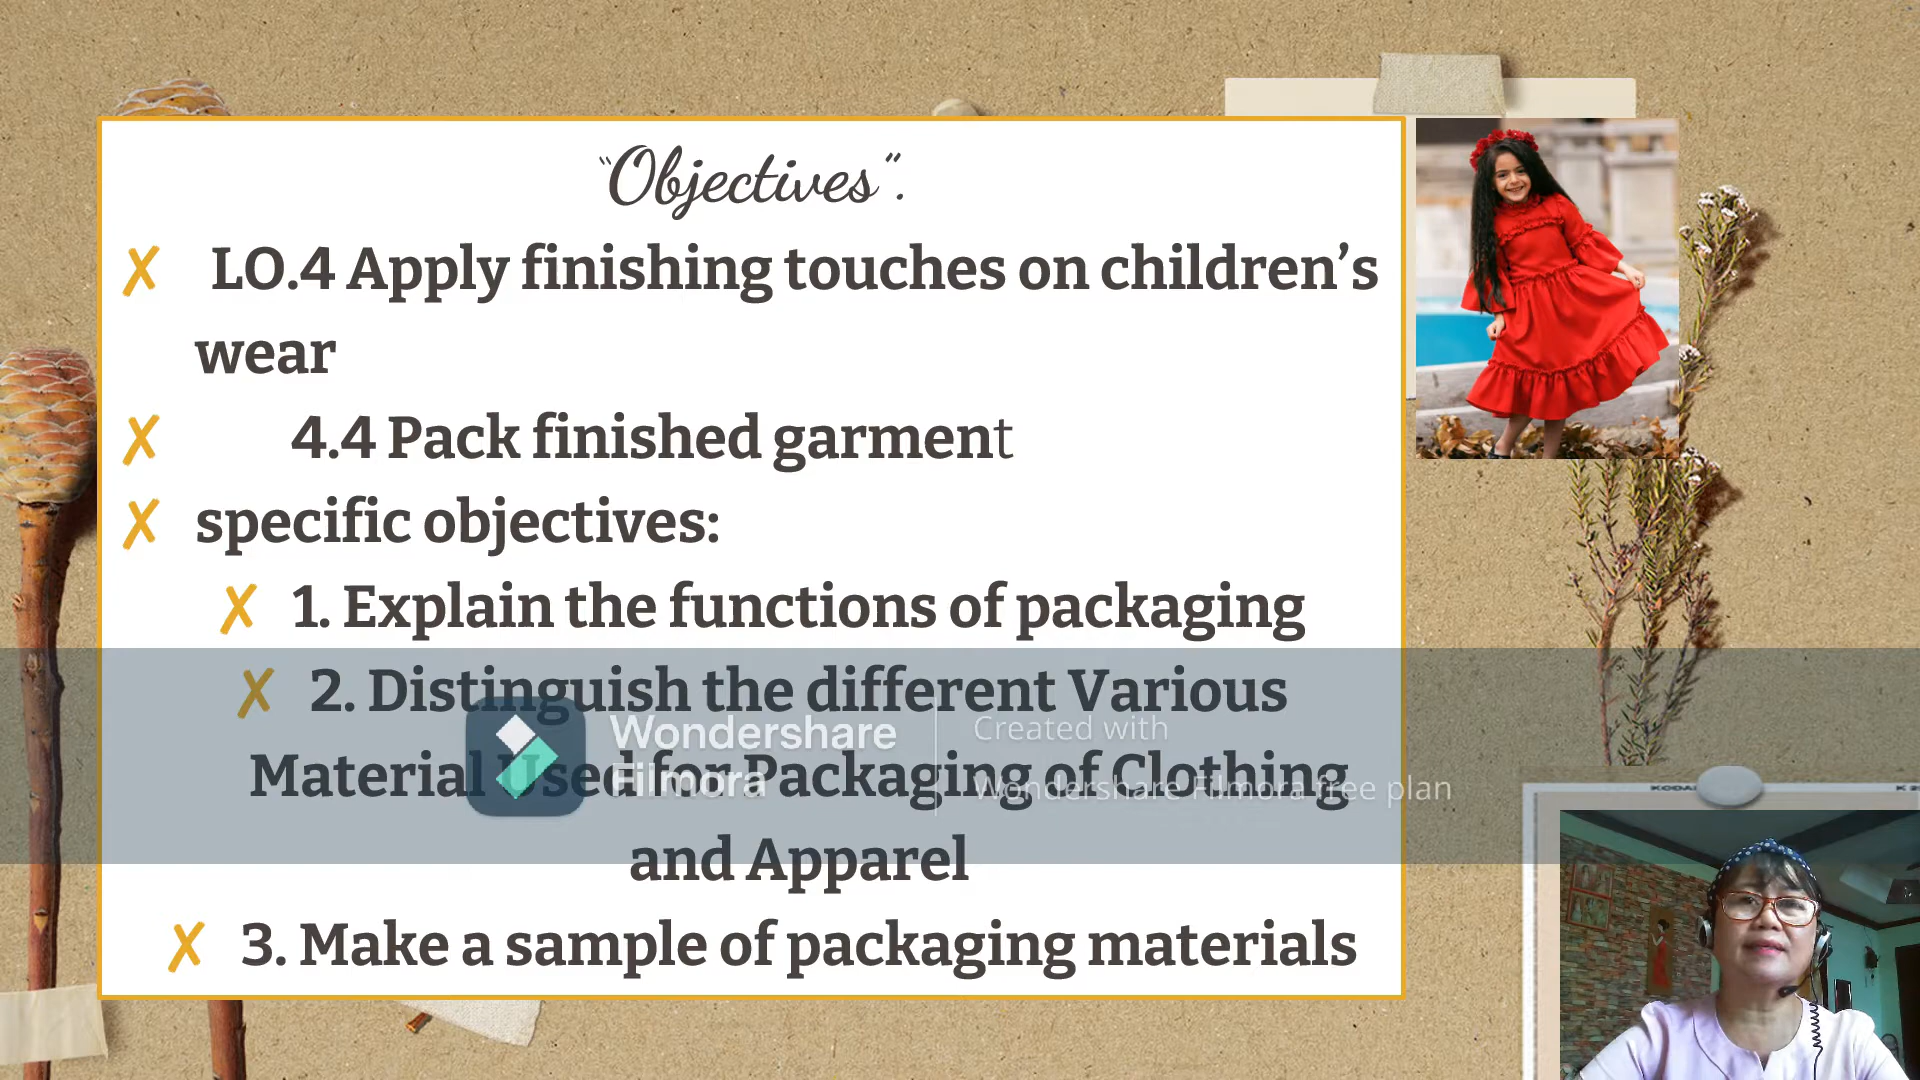 “Objectives”.
✗ LO.4 Apply finishing touches on children’s
wear
✗ 4.4 Pack finished garment
✗ specific objectives:
✗ 1. Explain the functions of packaging
✗ 2. Distinguish the different Various
Material Used for Packaging of Clothing
and Apparel
✗ 3. Make a sample of packaging materials
Wondershare
Filmora
Created with
Wondershare Filmora free plan